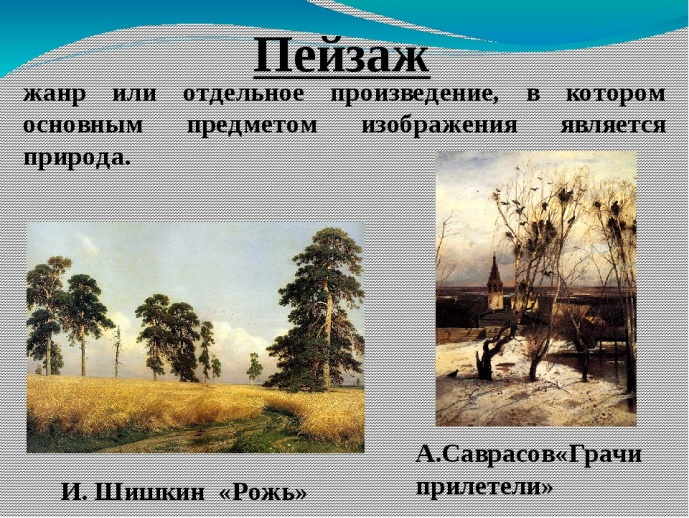 Пейзаж
жанр или отдельное произведение, в котором
основным предметом изображения является
природа.
А.Саврасов«Грачи
прилетели»
И. Шишкин «Рожь»